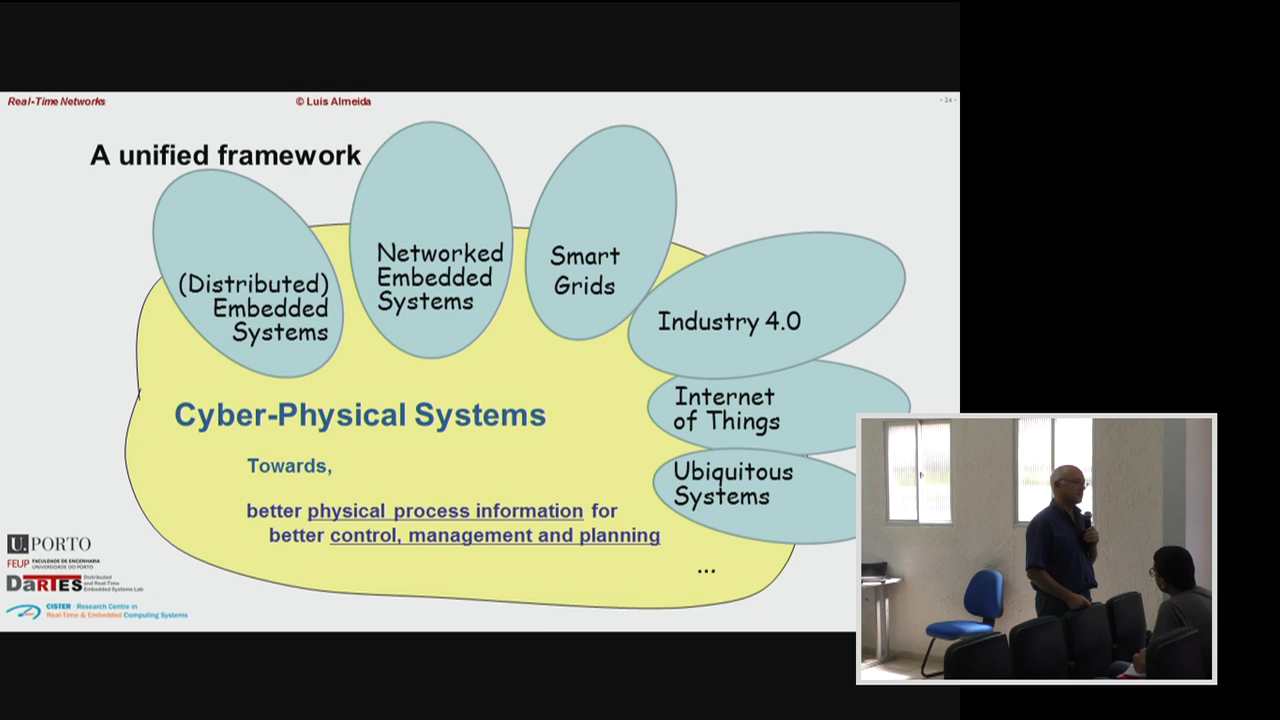 Real-Time Networks
© Luis Almeida
- 24 -
A unified framework
(Distributed)
Embedded
Systems
Networked
Embedded
Systems
Smart
Grids
Industry 4.0
Internet
of Things
Ubiquitous
Systems
Cyber-Physical Systems
Towards,
better physical process information for
better control, management and planning
...
U.PORTO
FEUP FACULDADE DE ENGENHARIA
UNIVERSIDADE DO PORTO
DaRTES Distributed
and Real-Time
Embedded Systems Lab
CISTER - Research Centre in
Real-Time & Embedded Computing Systems